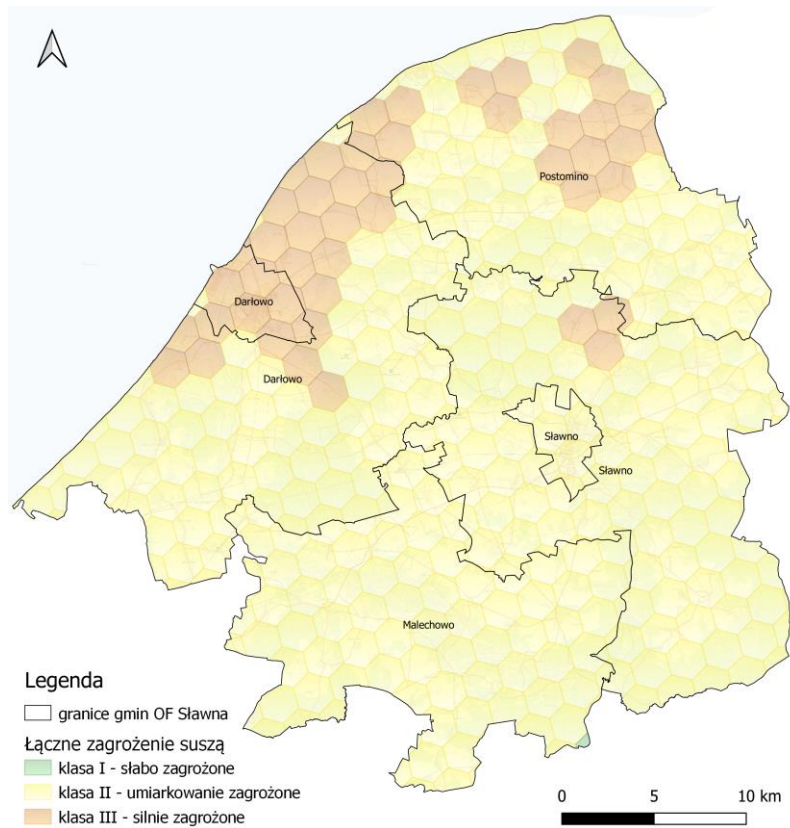 Postomino
Darłowo
Darłowo
Sławno
Sławno
Malechowo
Legenda
granice gmin OF Sławna
Łączne zagrożenie suszą
klasa I - słabo zagrożone
klasa II - umiarkowanie zagrożone
klasa III - silnie zagrożone
0 5 10 km